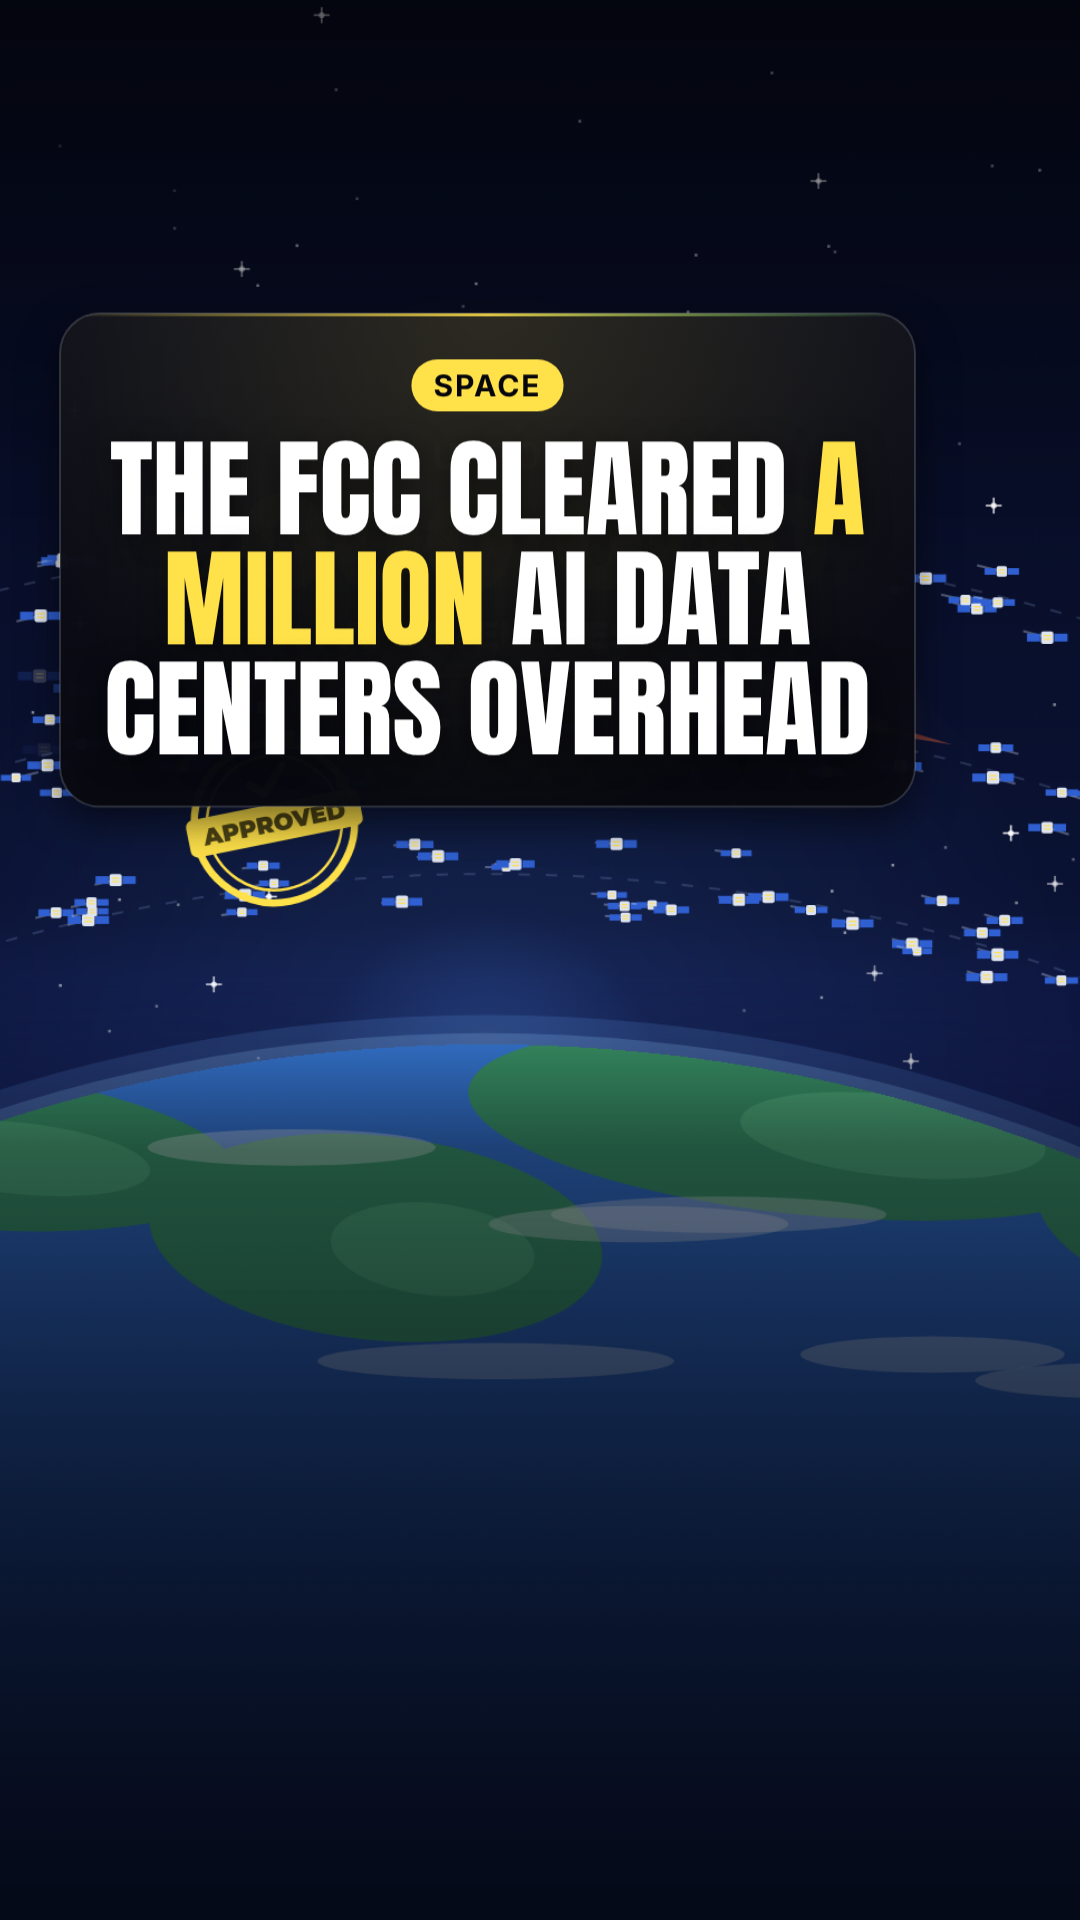 SPACE
THE FCC CLEARED A
MILLION AI DATA
CENTERS OVERHEAD
APPROVED